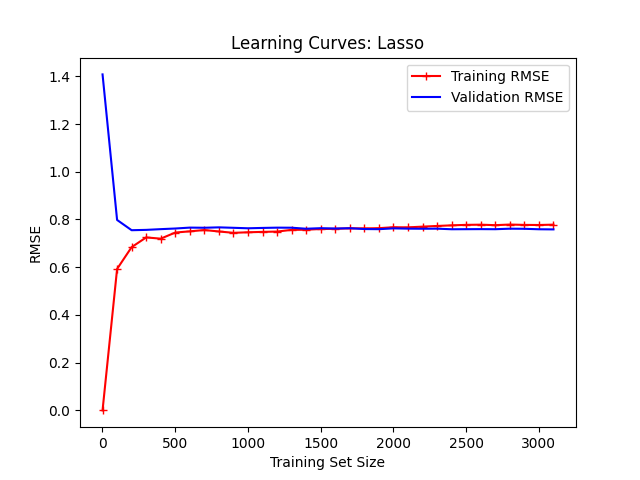 Learning Curves: Lasso
Training RMSE
Validation RMSE
1.4
1.2
1.0
0.8
0.6
0.4
0.2
0.0
RMSE
0 500 1000 1500 2000 2500 3000
Training Set Size